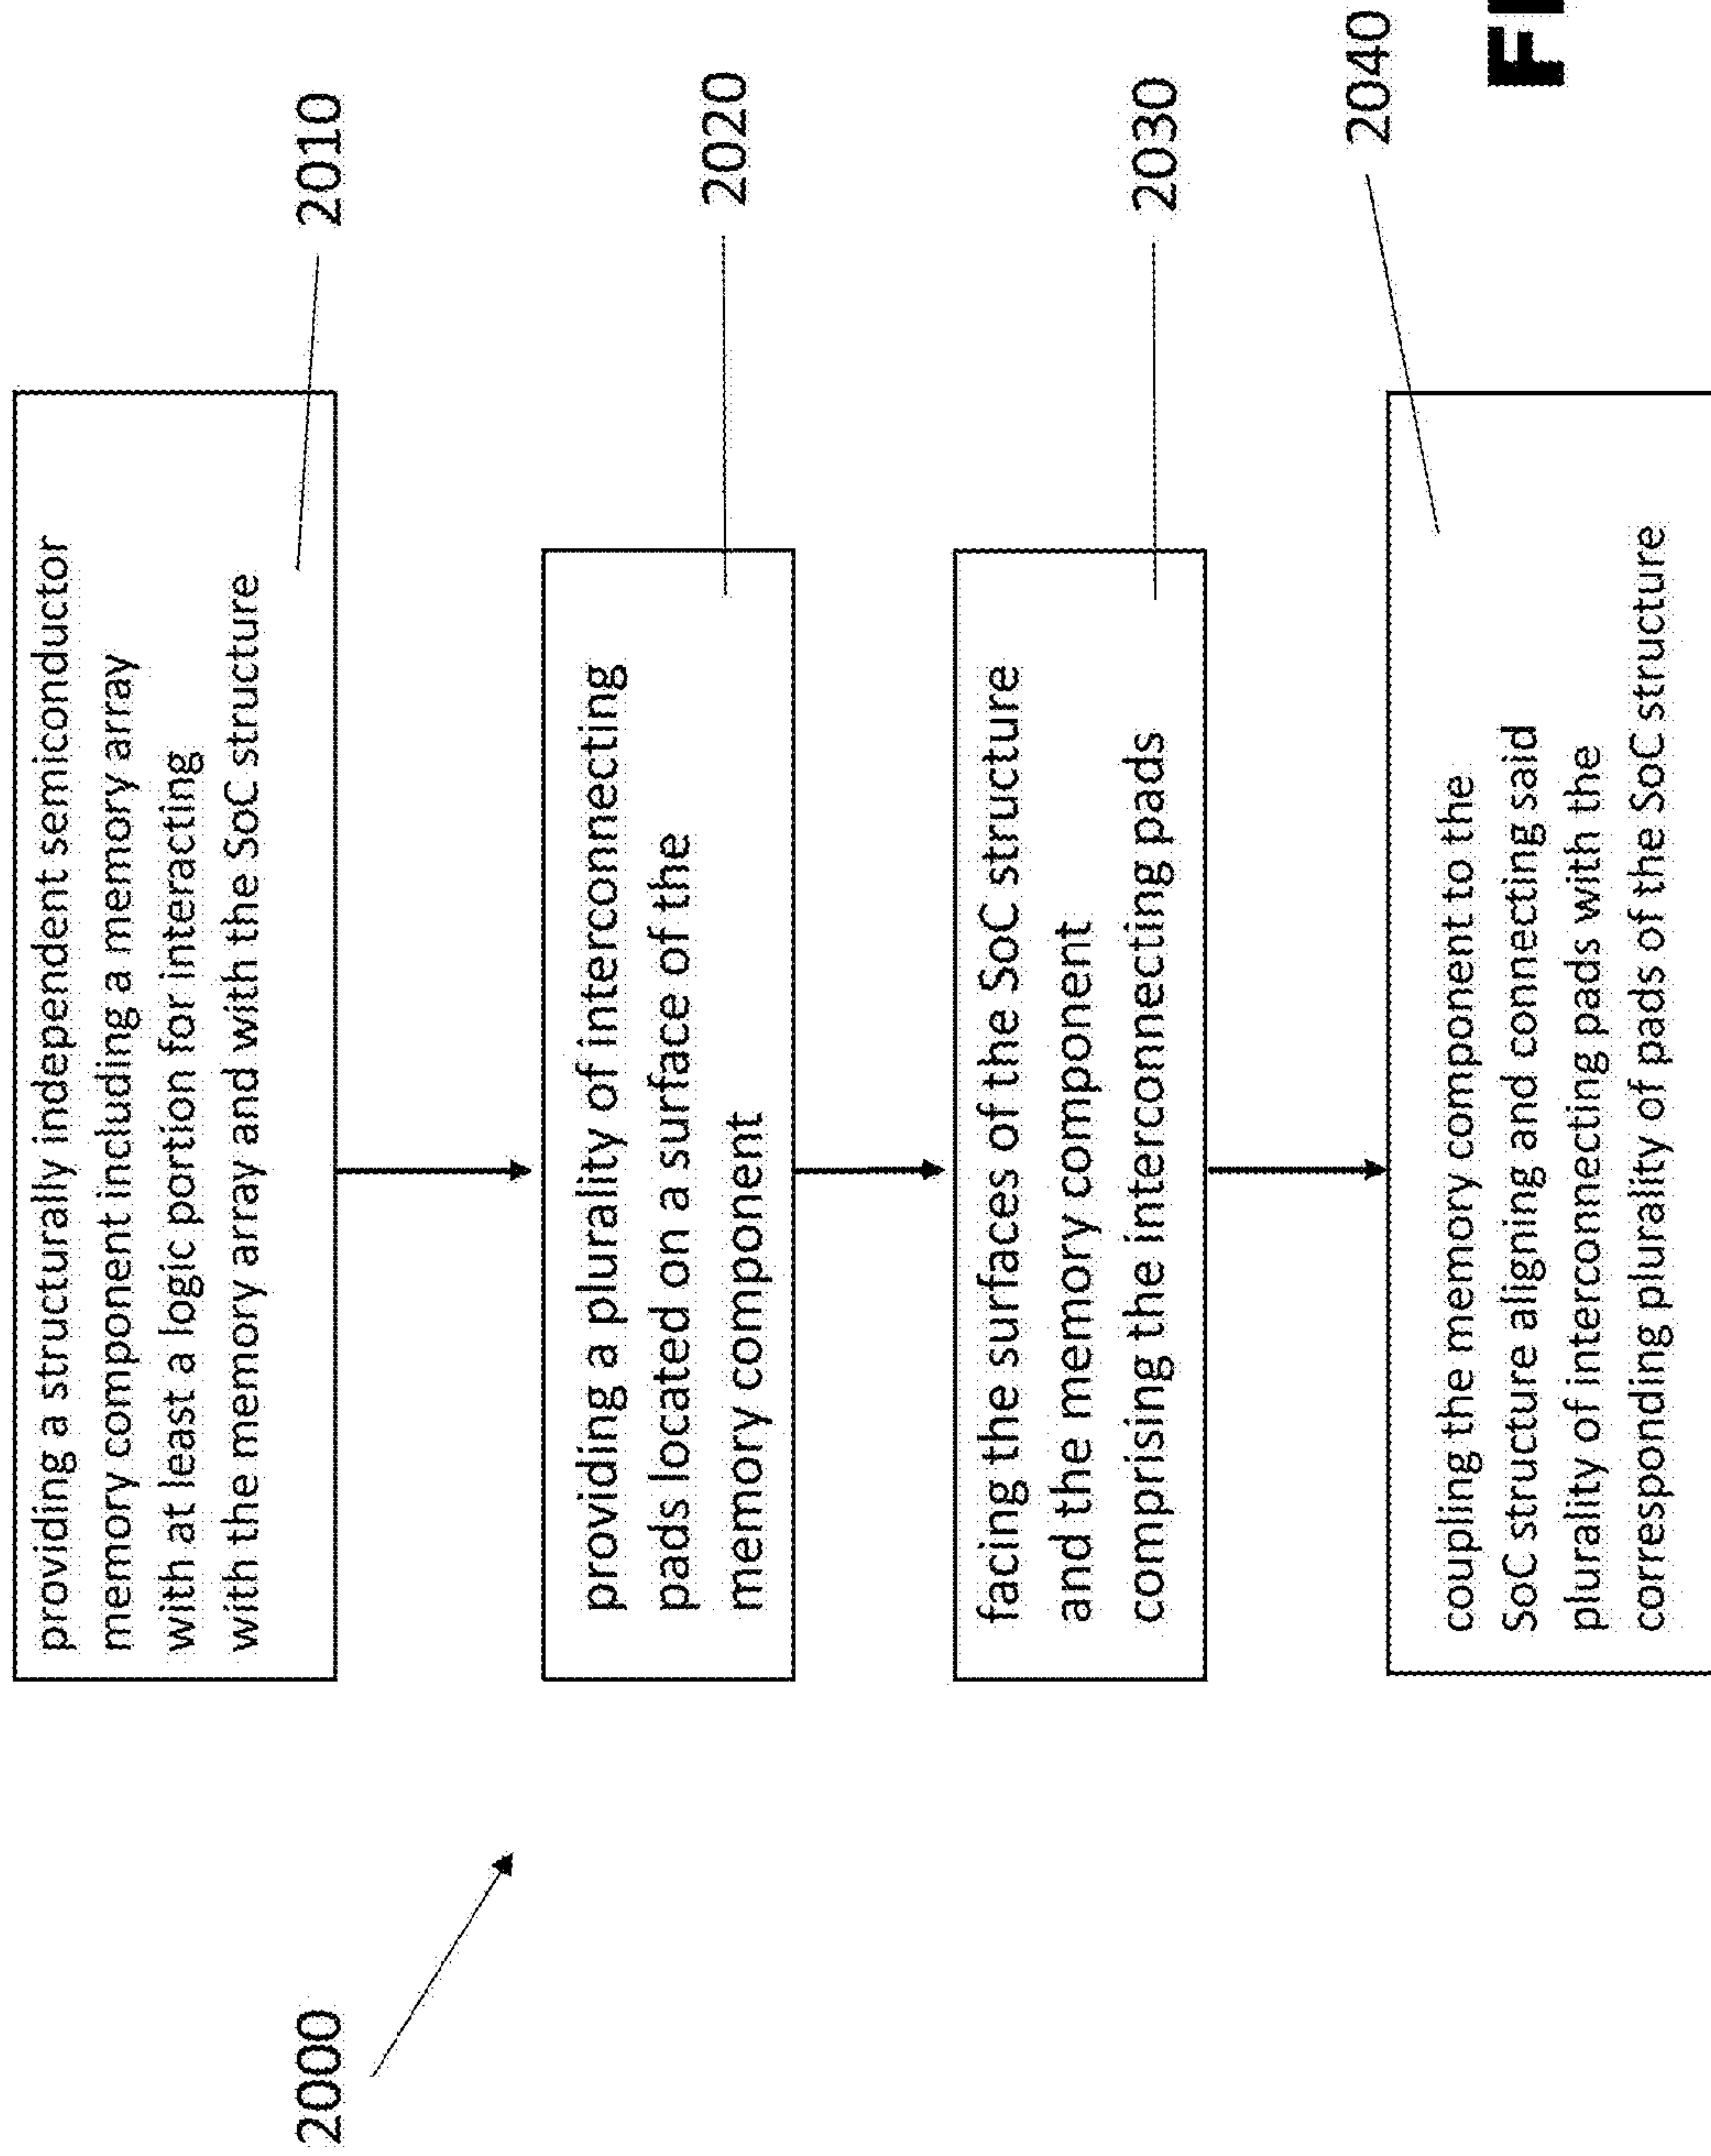 2000
providing a structurally independent semiconductor
memory component including a memory array
with at least a logic portion for interacting
with the memory array and with the SoC structure
2010
providing a plurality of interconnecting
pads located on a surface of the
memory component
2020
facing the surfaces of the SoC structure
and the memory component
comprising the interconnecting pads
2030
coupling the memory component to the
SoC structure aligning and connecting said
plurality of interconnecting pads with the
corresponding plurality of pads of the SoC structure
2040